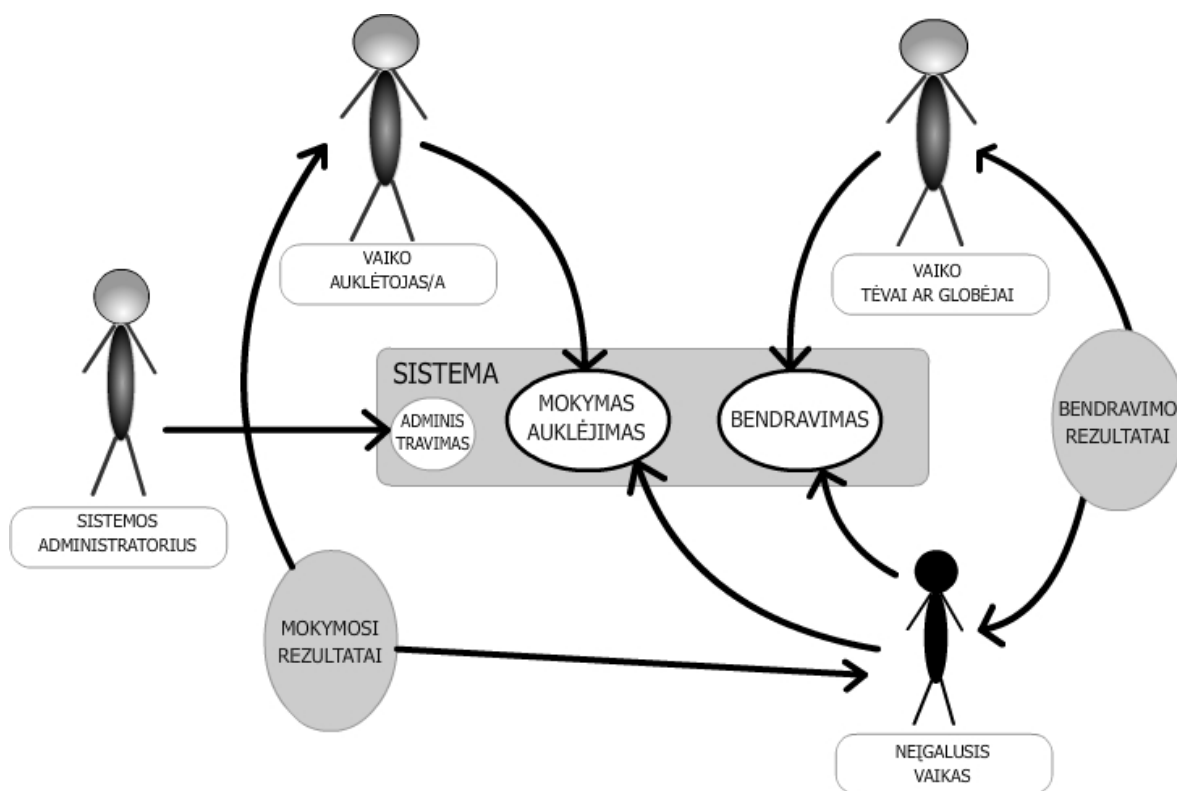 VAIKO
AUKLĖTOJAS/A
VAIKO
TĖVAI AR GLOBĖJAI
SISTEMA
ADMINIS
TRAVIMAS
MOKYMAS
AUKLĖJIMAS
BENDRAVIMAS
BENDRAVIMO
REZULTATAI
SISTEMOS
ADMINISTRATORIUS
MOKYMOSI
REZULTATAI
NEĮGALUSIS
VAIKAS